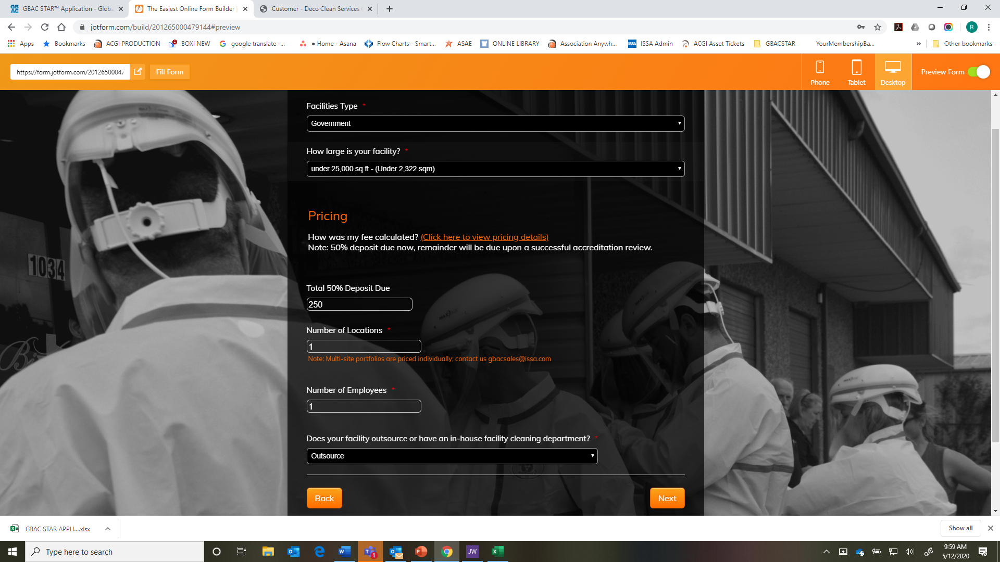 GBAC STAR™ Application - Globa
The Easiest Online Form Builder
Customer - Deco Clean Services
jotform.com/build/201265000479144#preview
R
Apps
Bookmarks
ACGI PRODUCTION
BOXI NEW
google translate -...
• Home - Asana
Flow Charts - Smart...
ASAE
ONLINE LIBRARY
Association Anywh...
ISSA Admin
ACGI Asset Tickets
GBACSTAR
YourMembershipBa...
»
Other bookmarks
https://form.jotform.com/20126500047
Fill Form
Phone
Tablet
Desktop
Preview Form
Facilities Type *
Government
How large is your facility? *
under 25,000 sq ft - (Under 2,322 sqm)
Pricing
How was my fee calculated? (Click here to view pricing details)
Note: 50% deposit due now, remainder will be due upon a successful accreditation review.
1034
Total 50% Deposit Due
250
Number of Locations *
1
Note: Multi-site portfolios are priced individually; contact us gbacsales@issa.com
Number of Employees *
1
Does your facility outsource or have an in-house facility cleaning department? *
Outsource
Back
Next
GBAC STAR APPLI....xlsx
Show all
Type here to search
JW
9:59 AM
5/12/2020